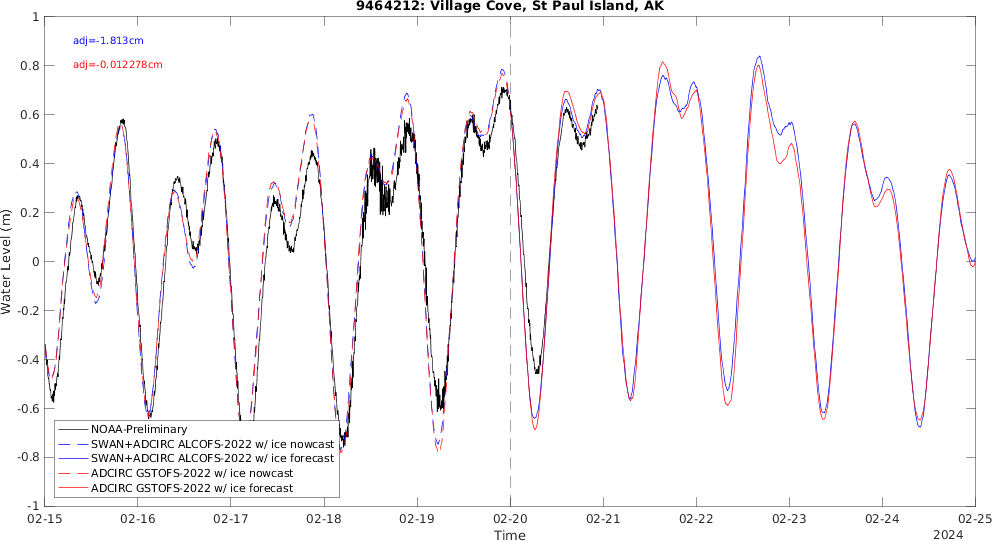 9464212: Village Cove, St Paul Island, AK
adj=-1.813cm
adj=-0.012278cm
Water Level (m)
1
0.8
0.6
0.4
0.2
0
-0.2
-0.4
-0.6
-0.8
-1
NOAA-Preliminary
SWAN+ADCIRC ALCOFS-2022 w/ ice nowcast
SWAN+ADCIRC ALCOFS-2022 w/ ice forecast
ADCIRC GSTOFS-2022 w/ ice nowcast
ADCIRC GSTOFS-2022 w/ ice forecast
02-15 02-16 02-17 02-18 02-19 02-20 02-21 02-22 02-23 02-24 02-25
Time
2024